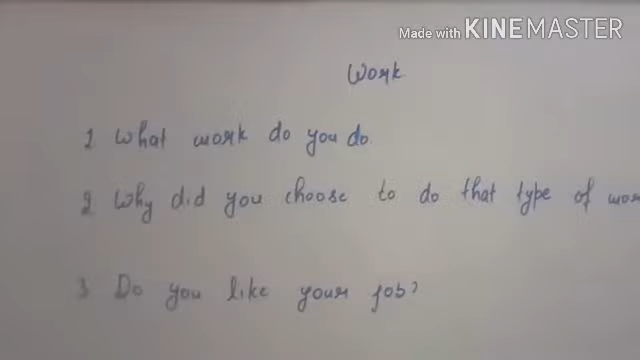 Made with KINEMASTER
Work
1 What work do you do.
2 Why did you choose to do that type of
3 Do you like your job?